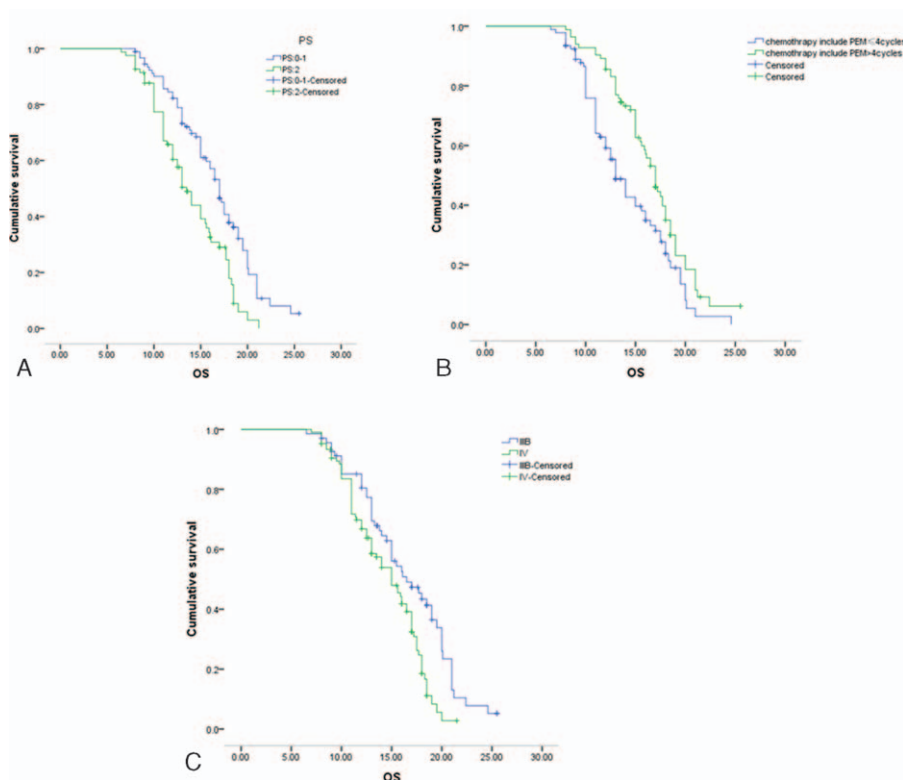 PS
PS:0-1
PS:2
PS:0-1-Censored
PS:2-Censored
Cumulative survival
1.0
0.8
0.6
0.4
0.2
0.0
0.00 5.00 10.00 15.00 20.00 25.00 30.00
OS
A
chemothrapy include PEM≤4cycles
chemothrapy include PEM>4cycles
Censored
Censored
Cumulative survival
1.0
0.8
0.6
0.4
0.2
0.0
0.00 5.00 10.00 15.00 20.00 25.00 30.00
OS
B
IIIB
IV
IIIB-Censored
IV-Censored
Cumulative survival
1.0
0.8
0.6
0.4
0.2
0.0
0.00 5.00 10.00 15.00 20.00 25.00 30.00
OS
C